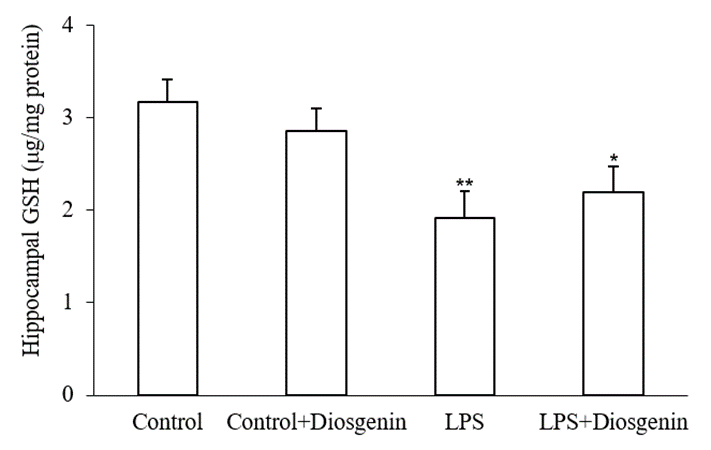 Hippocampal GSH (µg/mg protein)
4
3
2
1
0
**
*
Control
Control+Diosgenin
LPS
LPS+Diosgenin